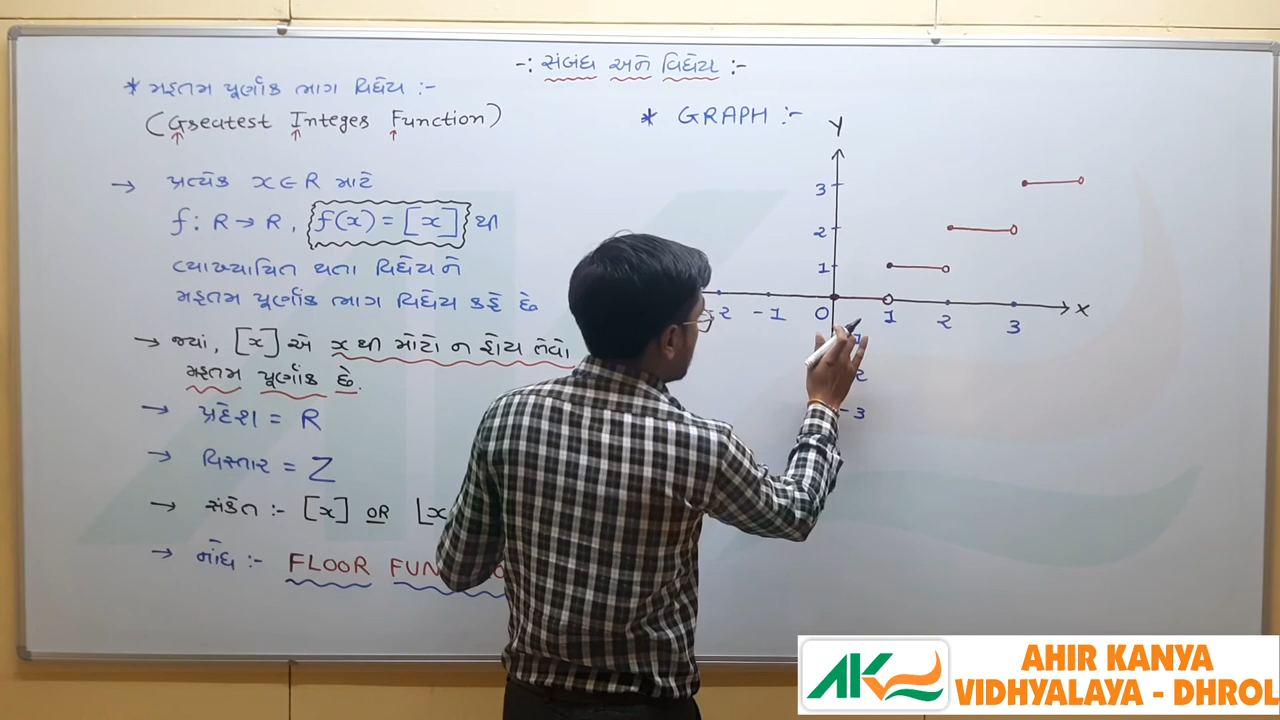 -: સંબંધ અને વિધેય :-
* મહત્તમ પૂર્ણાંક ભાગ વિધેય :-
(Greatest Integer Function)
→ પ્રત્યેક x ∈ R માટે
f : R → R, f(x) = [x] થી
વ્યાખ્યાયિત થતા વિધેય ને
મહત્તમ પૂર્ણાંક ભાગ વિધેય કહે છે
→ જ્યાં, [x] એ x થી મોટો ન હોય તેવો
મહત્તમ પૂર્ણાંક છે.
→ પ્રદેશ = R
→ વિસ્તાર = Z
→ સંકેત :- [x] OR ⌊x
→ નોંધ :- FLOOR
* GRAPH :-
Y
3
2
1
-2 -1 0 1 2 3 X
-3
AHIR KANYA
VIDHYALAYA - DHROL